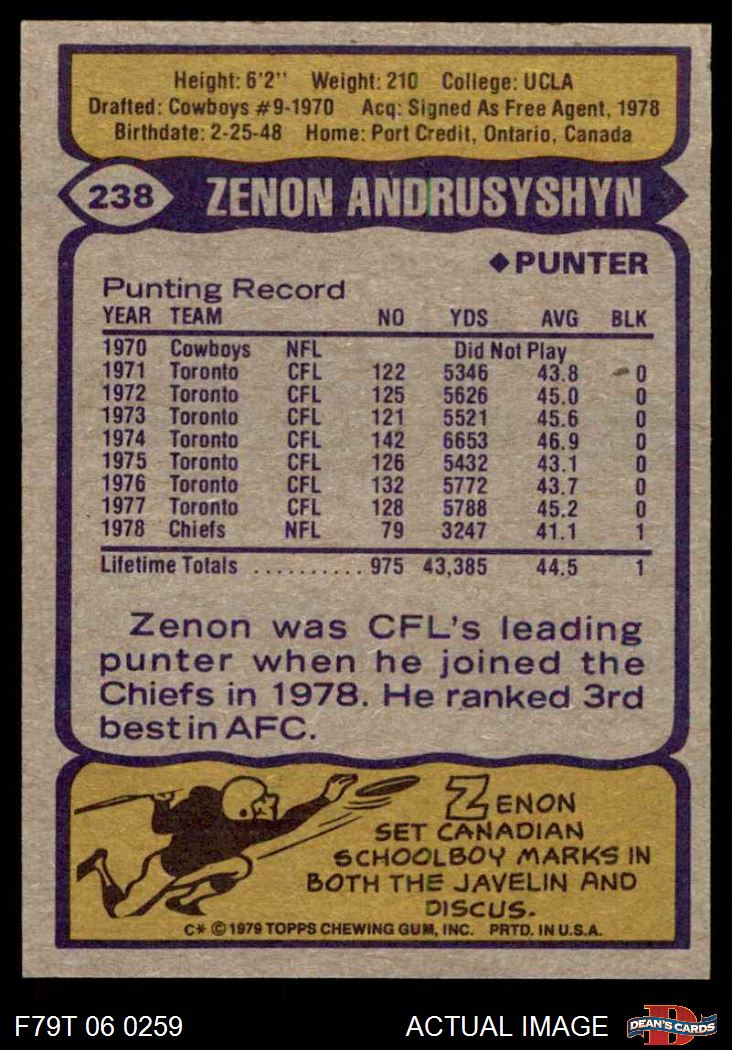 Height: 6'2" Weight: 210 College: UCLA
Drafted: Cowboys #9-1970 Acq: Signed As Free Agent, 1978
Birthdate: 2-25-48 Home: Port Credit, Ontario, Canada
238 ZENON ANDRUSYSHYN
◆PUNTER
Punting Record
YEAR TEAM NO YDS AVG BLK
1970 Cowboys NFL Did Not Play
1971 Toronto CFL 122 5346 43.8 0
1972 Toronto CFL 125 5626 45.0 0
1973 Toronto CFL 121 5521 45.6 0
1974 Toronto CFL 142 6653 46.9 0
1975 Toronto CFL 126 5432 43.1 0
1976 Toronto CFL 132 5772 43.7 0
1977 Toronto CFL 128 5788 45.2 0
1978 Chiefs NFL 79 3247 41.1 1
Lifetime Totals .......... 975 43,385 44.5 1
Zenon was CFL's leading
punter when he joined the
Chiefs in 1978. He ranked 3rd
best in AFC.
ZENON
SET CANADIAN
SCHOOLBOY MARKS IN
BOTH THE JAVELIN AND
DISCUS.
C* © 1979 TOPPS CHEWING GUM, INC. PRTD. IN U.S.A.
F79T 06 0259 ACTUAL IMAGE D DEAN'S CARDS